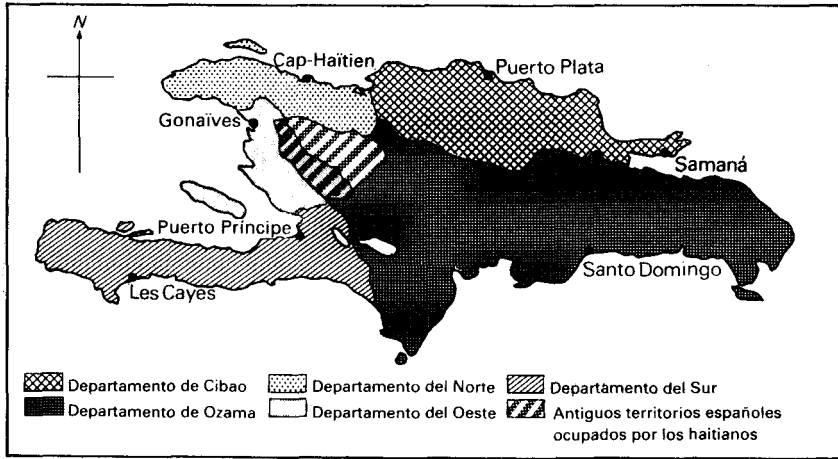 N
Cap-Haïtien
Puerto Plata
Gonaïves
Samaná
Puerto Príncipe
Santo Domingo
Les Cayes
Departamento de Cibao
Departamento del Norte
Departamento del Sur
Departamento de Ozama
Departamento del Oeste
Antiguos territorios españoles
ocupados por los haitianos